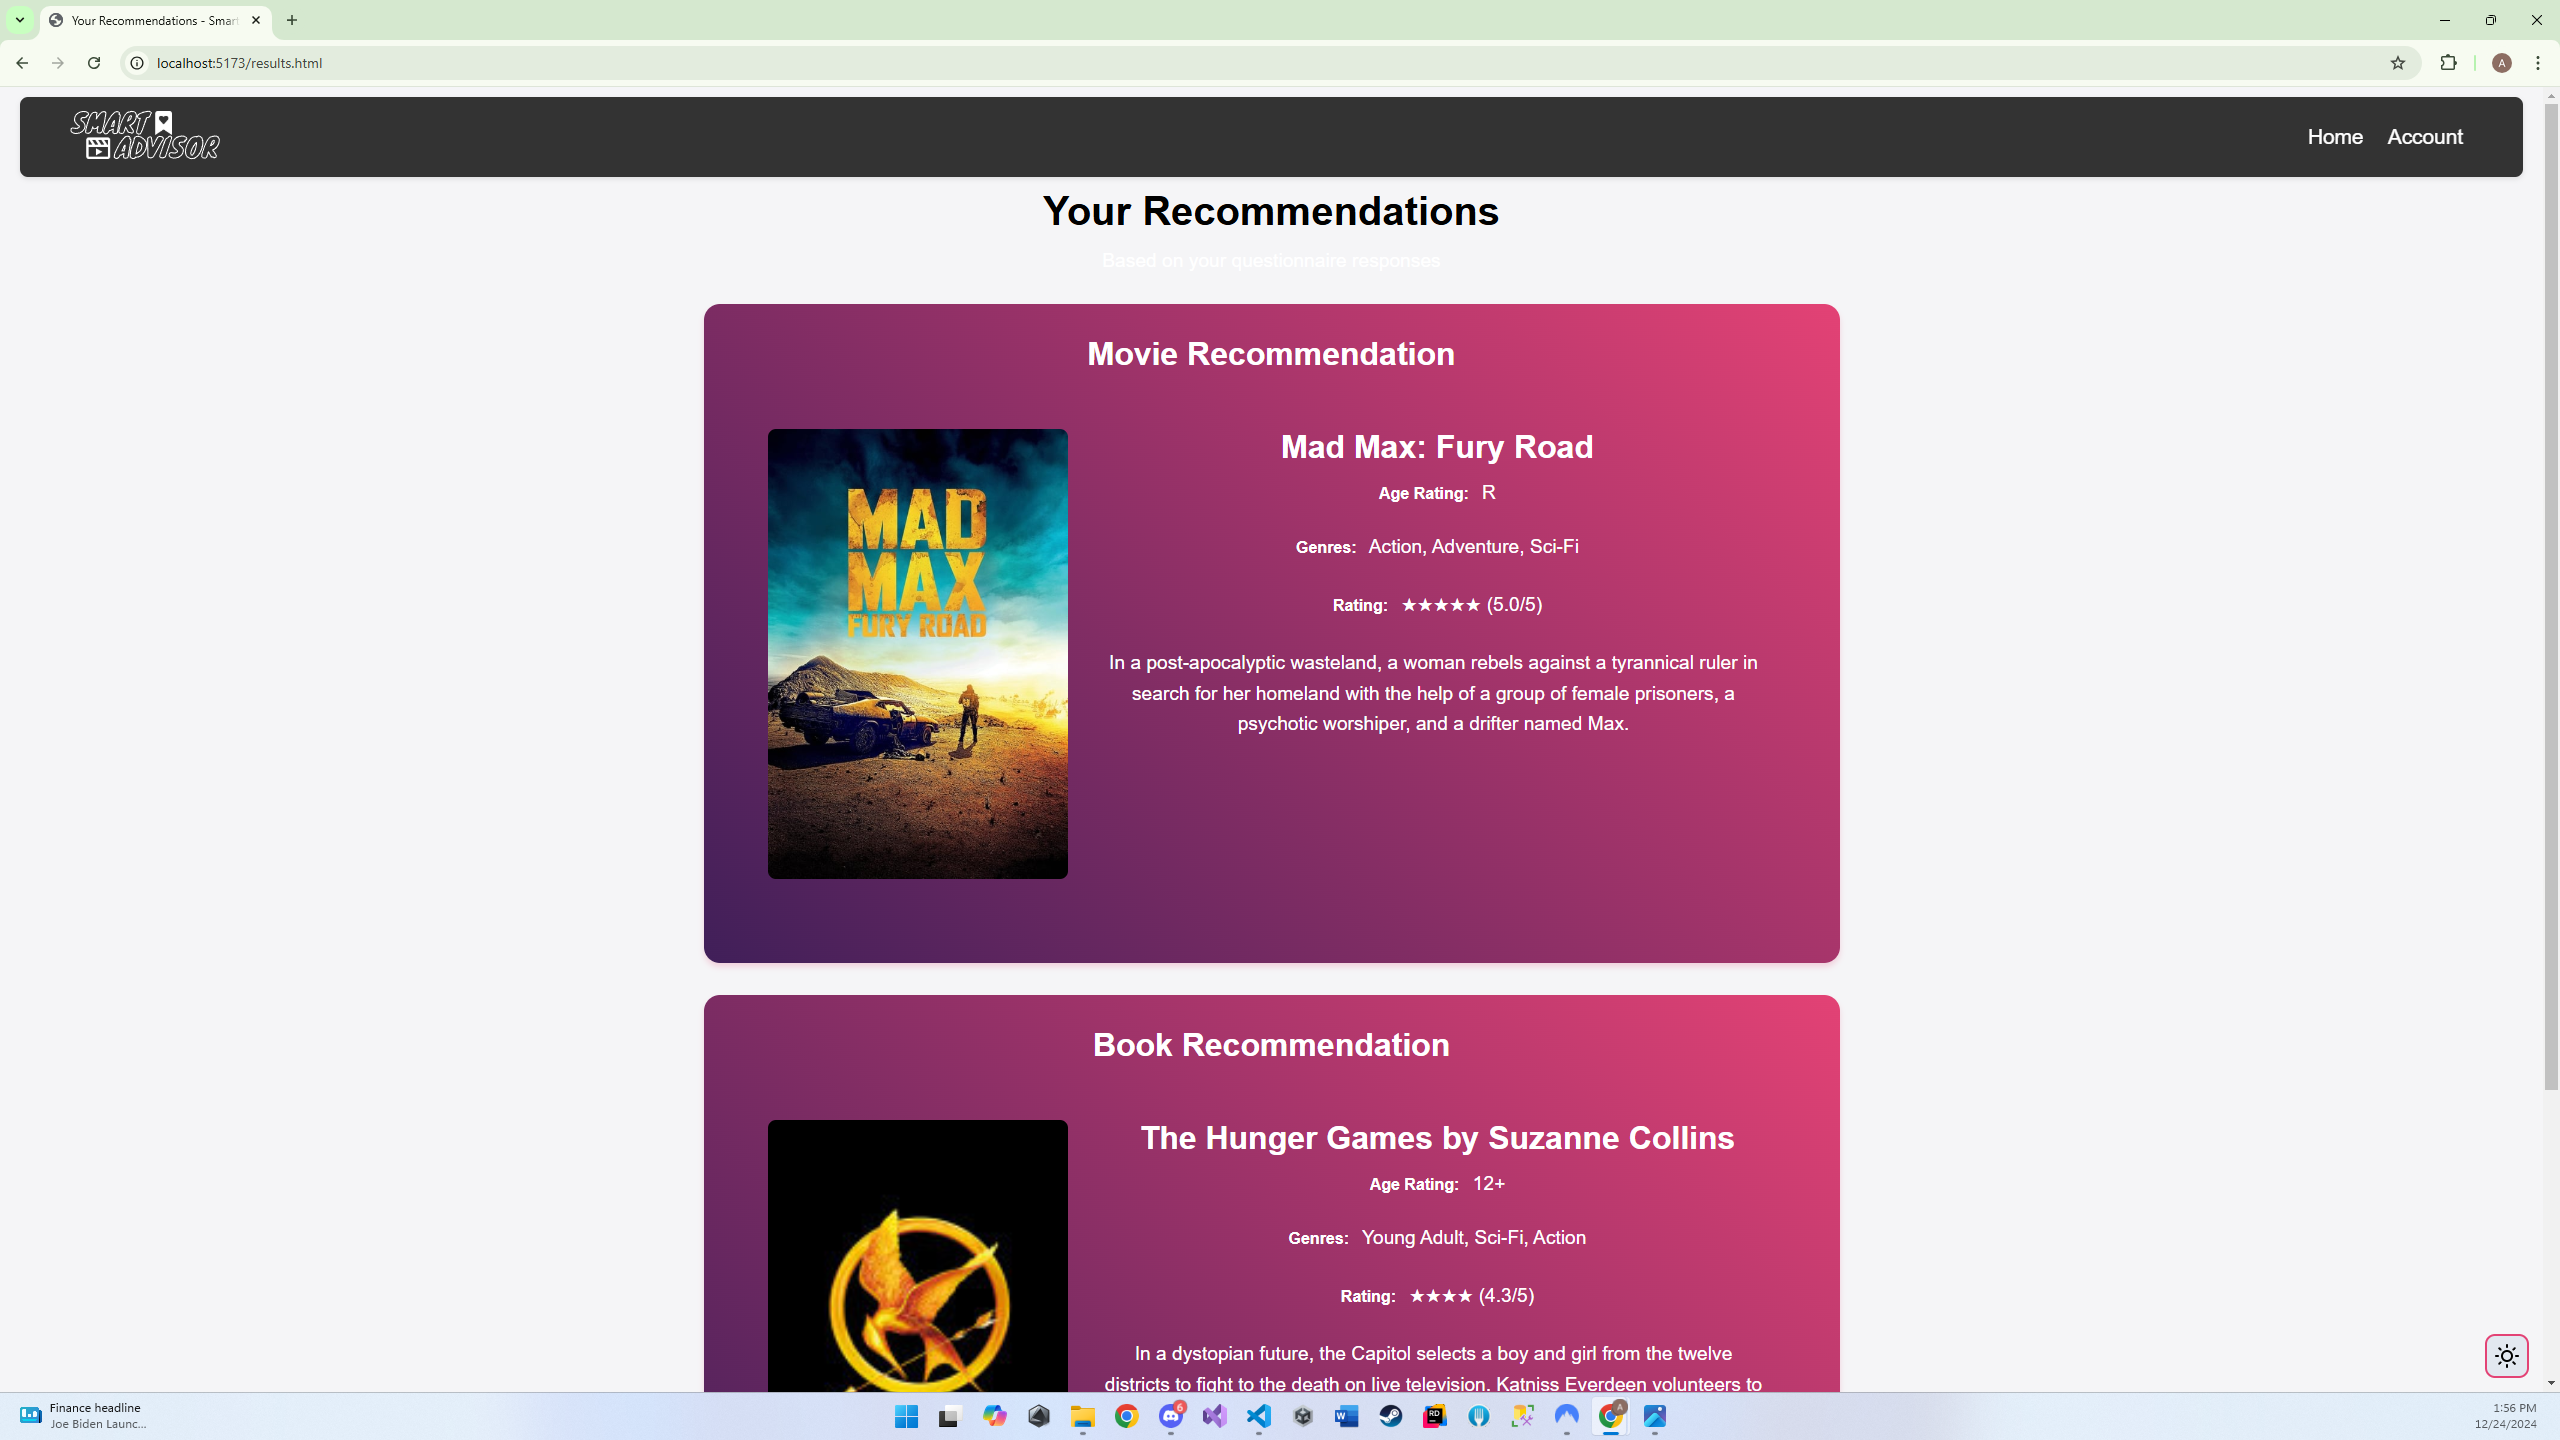 Your Recommendations - Smar
localhost:5173/results.html
A
SMART
ADVISOR
Home Account
Your Recommendations
Based on your questionnaire responses
Movie Recommendation
MAD
MAX
FURY ROAD
Mad Max: Fury Road
Age Rating: R
Genres: Action, Adventure, Sci-Fi
Rating: ★★★★★ (5.0/5)
In a post-apocalyptic wasteland, a woman rebels against a tyrannical ruler in
search for her homeland with the help of a group of female prisoners, a
psychotic worshiper, and a drifter named Max.
Book Recommendation
The Hunger Games by Suzanne Collins
Age Rating: 12+
Genres: Young Adult, Sci-Fi, Action
Rating: ★★★★ (4.3/5)
In a dystopian future, the Capitol selects a boy and girl from the twelve
districts to fight to the death on live television. Katniss Everdeen volunteers to
Finance headline
Joe Biden Launc...
6
W
RD
A
1:56 PM
12/24/2024